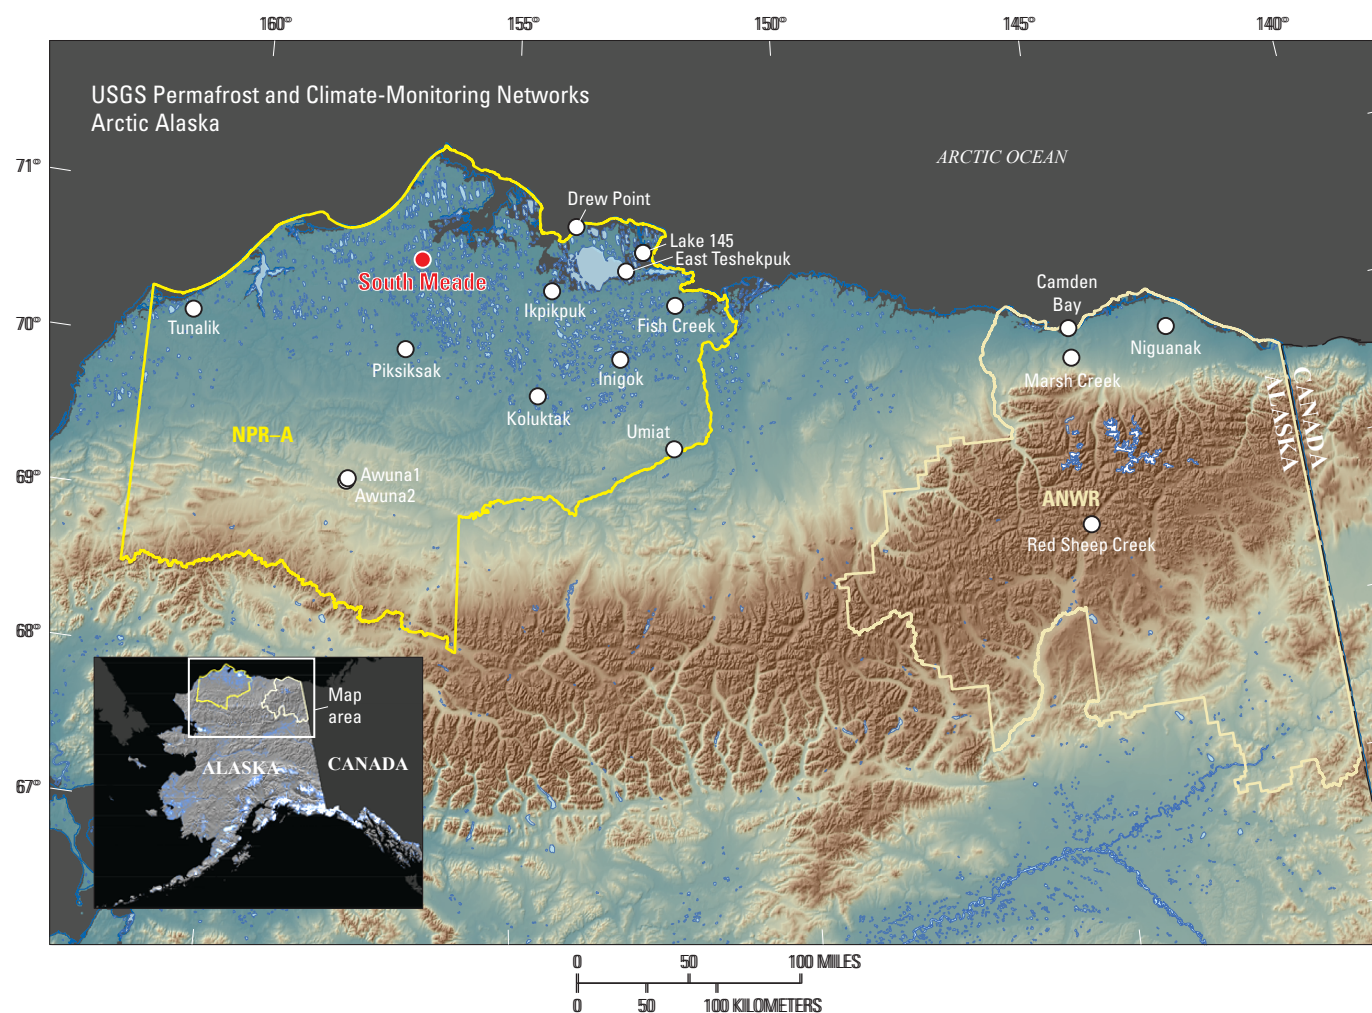 160° 155° 150° 145° 140°
USGS Permafrost and Climate-Monitoring Networks
Arctic Alaska
ARCTIC OCEAN
71°
Drew Point
Lake 145
East Teshekpuk
South Meade
Camden
Bay
Ikpikpuk
70°
Tunalik
Fish Creek
Niguanak
Piksiksak
Inigok
Marsh Creek
CANADA
ALASKA
Koluktak
Umiat
NPR–A
69°
Awuna1
Awuna2
ANWR
Red Sheep Creek
68°
Map
area
ALASKA
CANADA
67°
0 50 100 MILES
0 50 100 KILOMETERS